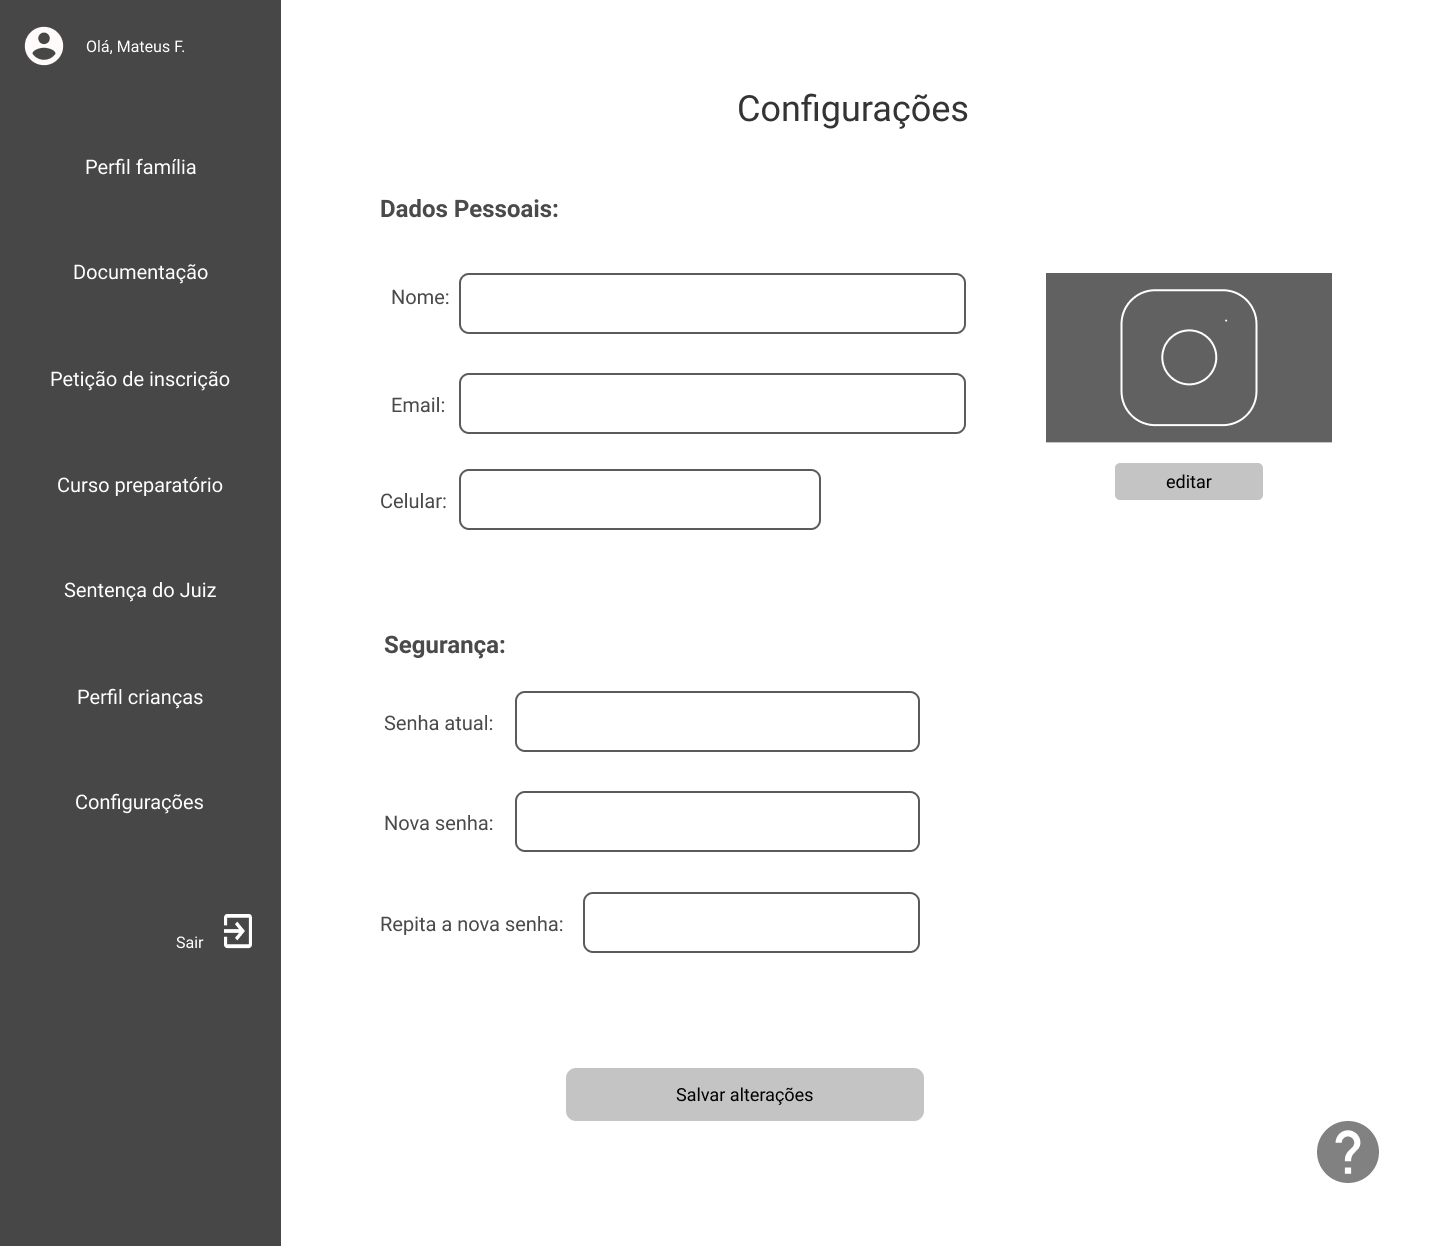 Olá, Mateus F.
Perfil família
Documentação
Petição de inscrição
Curso preparatório
Sentença do Juiz
Perfil crianças
Configurações
Sair
Configurações
Dados Pessoais:
Nome:
Email:
Celular:
editar
Segurança:
Senha atual:
Nova senha:
Repita a nova senha:
Salvar alterações
?